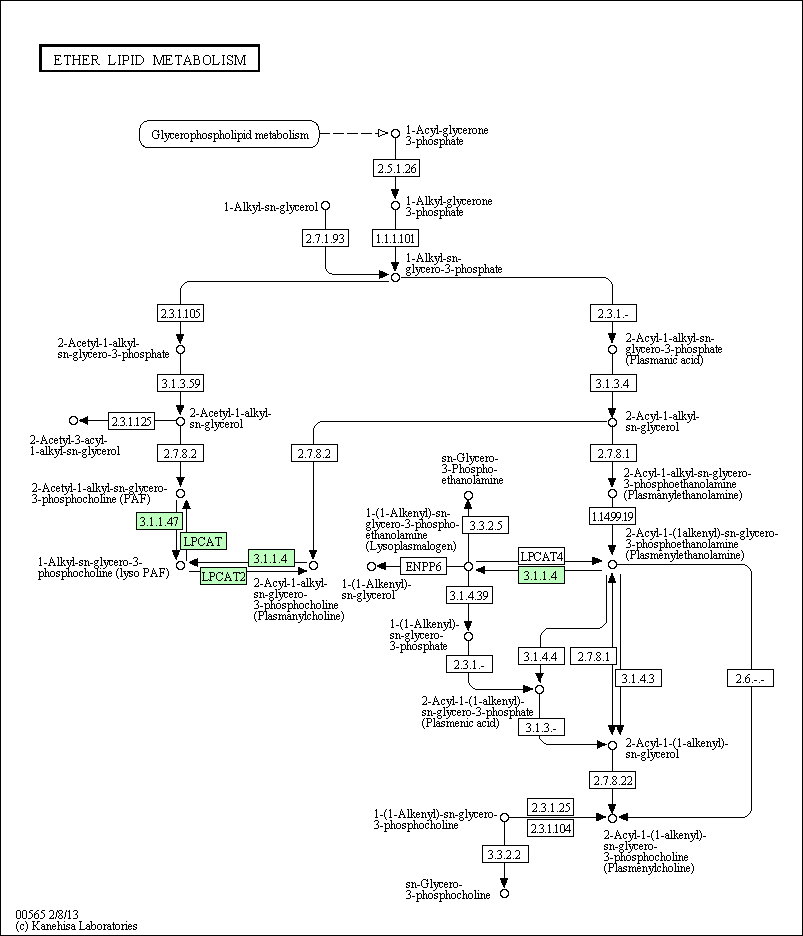 ETHER LIPID METABOLISM
Glycerophospholipid metabolism
1-Acyl-glycerone
3-phosphate
2.5.1.26
1-Alkyl-sn-glycerol
1-Alkyl-glycerone
3-phosphate
2.7.1.93
1.1.1.101
1-Alkyl-sn-
glycero-3-phosphate
2.3.1.105
2.3.1.-
2-Acetyl-1-alkyl-
sn-glycero-3-phosphate
2-Acyl-1-alkyl-sn-
glycero-3-phosphate
(Plasmanic acid)
3.1.3.59
3.1.3.4
2.3.1.125
2-Acetyl-1-alkyl-
sn-glycerol
2-Acyl-1-alkyl-
sn-glycerol
2-Acetyl-3-acyl-
1-alkyl-sn-glycerol
2.7.8.2
2.7.8.2
2.7.8.1
sn-Glycero-
3-Phospho-
ethanolamine
2-Acetyl-1-alkyl-sn-glycero-
3-phosphocholine (PAF)
2-Acyl-1-alkyl-sn-glycero-
3-phosphoethanolamine
(Plasmanylethanolamine)
3.1.1.47
LPCAT
1-(1-Alkenyl)-sn-
glycero-3-phospho-
ethanolamine
(Lysoplasmalogen)
3.3.2.5
1.14.99.19
2-Acyl-1-(1alkenyl)-sn-glycero-
3-phosphoethanolamine
(Plasmenylethanolamine)
1-Alkyl-sn-glycero-3-
phosphocholine (lyso PAF)
3.1.1.4
LPCAT2
2-Acyl-1-alkyl-
sn-glycero-
3-phosphocholine
(Plasmanylcholine)
ENPP6
LPCAT4
3.1.1.4
1-(1-Alkenyl)-
sn-glycerol
3.1.4.39
1-(1-Alkenyl)-
sn-glycero-
3-phosphate
2.3.1.-
3.1.4.4
2.7.8.1
3.1.4.3
2.6.-.-
2-Acyl-1-(1-alkenyl)-
sn-glycero-3-phosphate
(Plasmenic acid)
3.1.3.-
2-Acyl-1-(1-alkenyl)-
sn-glycerol
2.7.8.22
1-(1-Alkenyl)-sn-glycero-
3-phosphocholine
2.3.1.25
2.3.1.104
2-Acyl-1-(1-alkenyl)-
sn-glycero-
3-phosphocholine
(Plasmenylcholine)
3.3.2.2
sn-Glycero-
3-phosphocholine
00565 2/8/13
(c) Kanehisa Laboratories